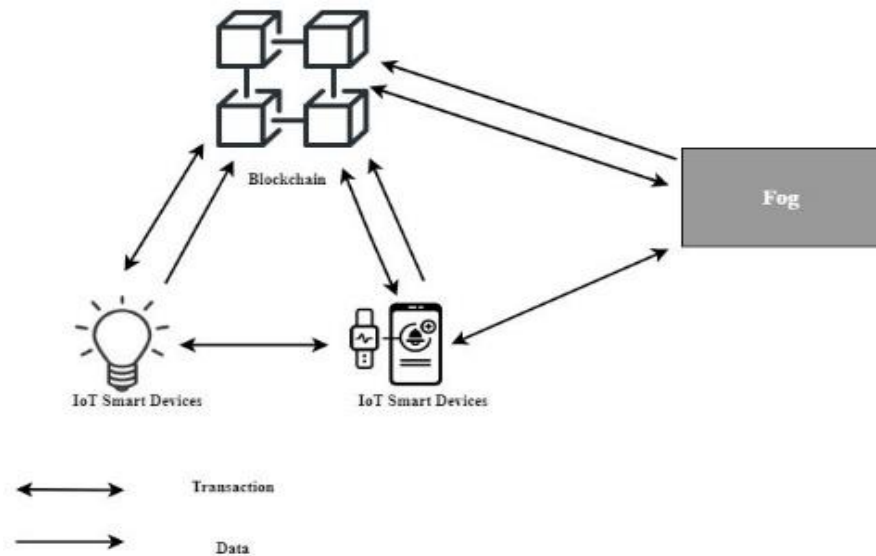 Blockchain
Fog
IoT Smart Devices
IoT Smart Devices
Transaction
Data